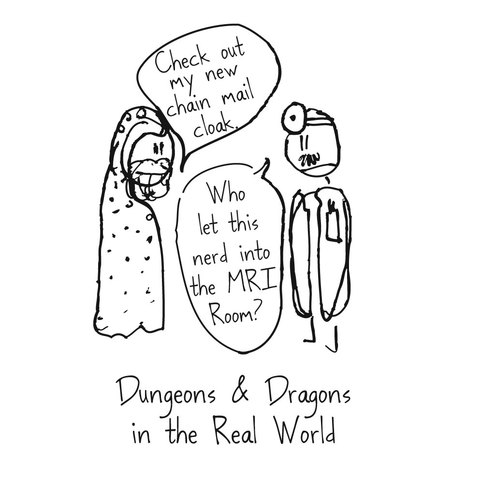 Check out
my new
chain mail
cloak.
Who
let this
nerd into
the MRI
Room?
Dungeons & Dragons
in the Real World